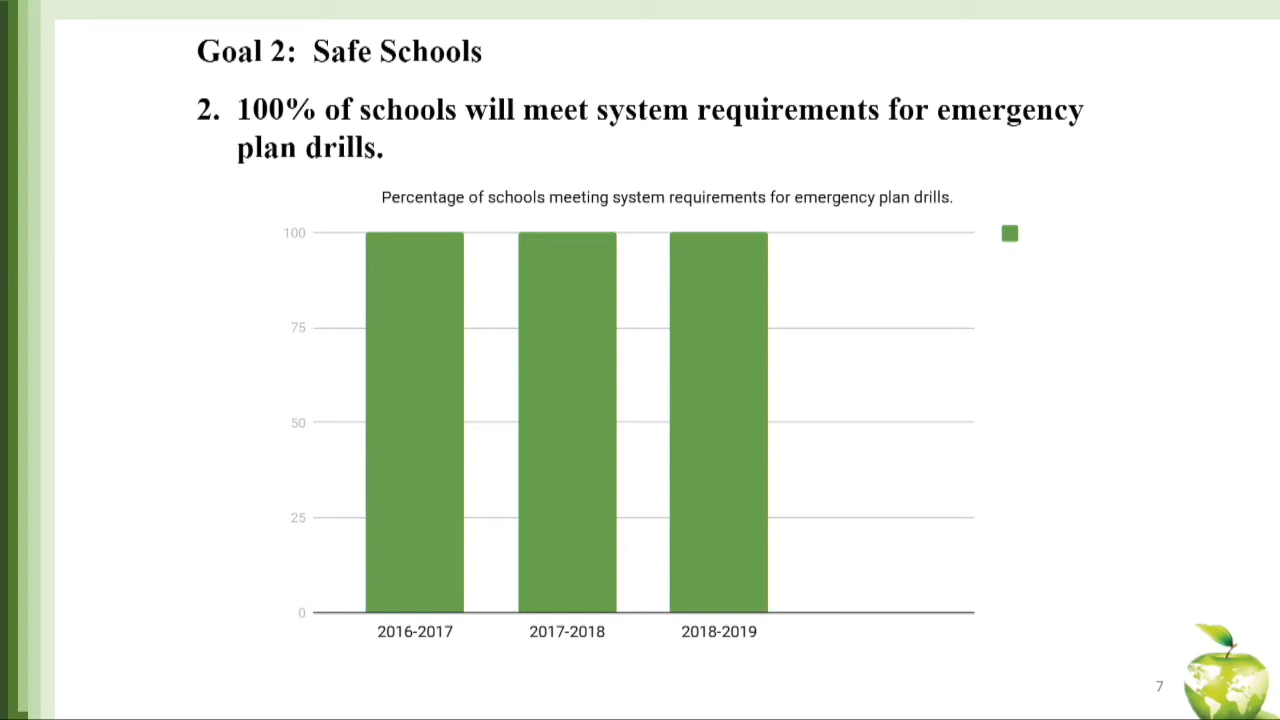 Goal 2: Safe Schools
2. 100% of schools will meet system requirements for emergency
plan drills.
Percentage of schools meeting system requirements for emergency plan drills.
100
75
50
25
0
2016-2017 2017-2018 2018-2019
7